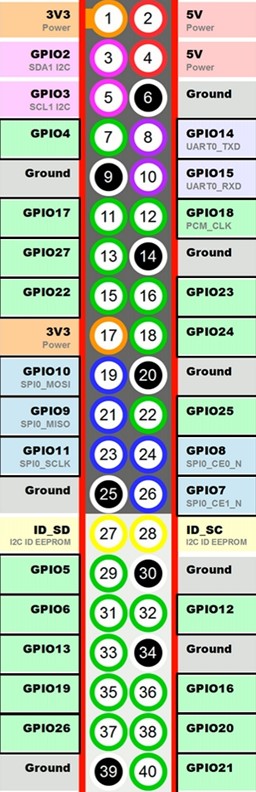 3V3 1 2 5V
Power Power
GPIO2 3 4 5V
SDA1 I2C Power
GPIO3 5 6 Ground
SCL1 I2C
GPIO4 7 8 GPIO14
UART0_TXD
Ground 9 10 GPIO15
UART0_RXD
GPIO17 11 12 GPIO18
PCM_CLK
GPIO27 13 14 Ground
GPIO22 15 16 GPIO23
3V3 17 18 GPIO24
Power
GPIO10 19 20 Ground
SPI0_MOSI
GPIO9 21 22 GPIO25
SPI0_MISO
GPIO11 23 24 GPIO8
SPI0_SCLK SPI0_CE0_N
Ground 25 26 GPIO7
SPI0_CE1_N
ID_SD 27 28 ID_SC
I2C ID EEPROM I2C ID EEPROM
GPIO5 29 30 Ground
GPIO6 31 32 GPIO12
GPIO13 33 34 Ground
GPIO19 35 36 GPIO16
GPIO26 37 38 GPIO20
Ground 39 40 GPIO21